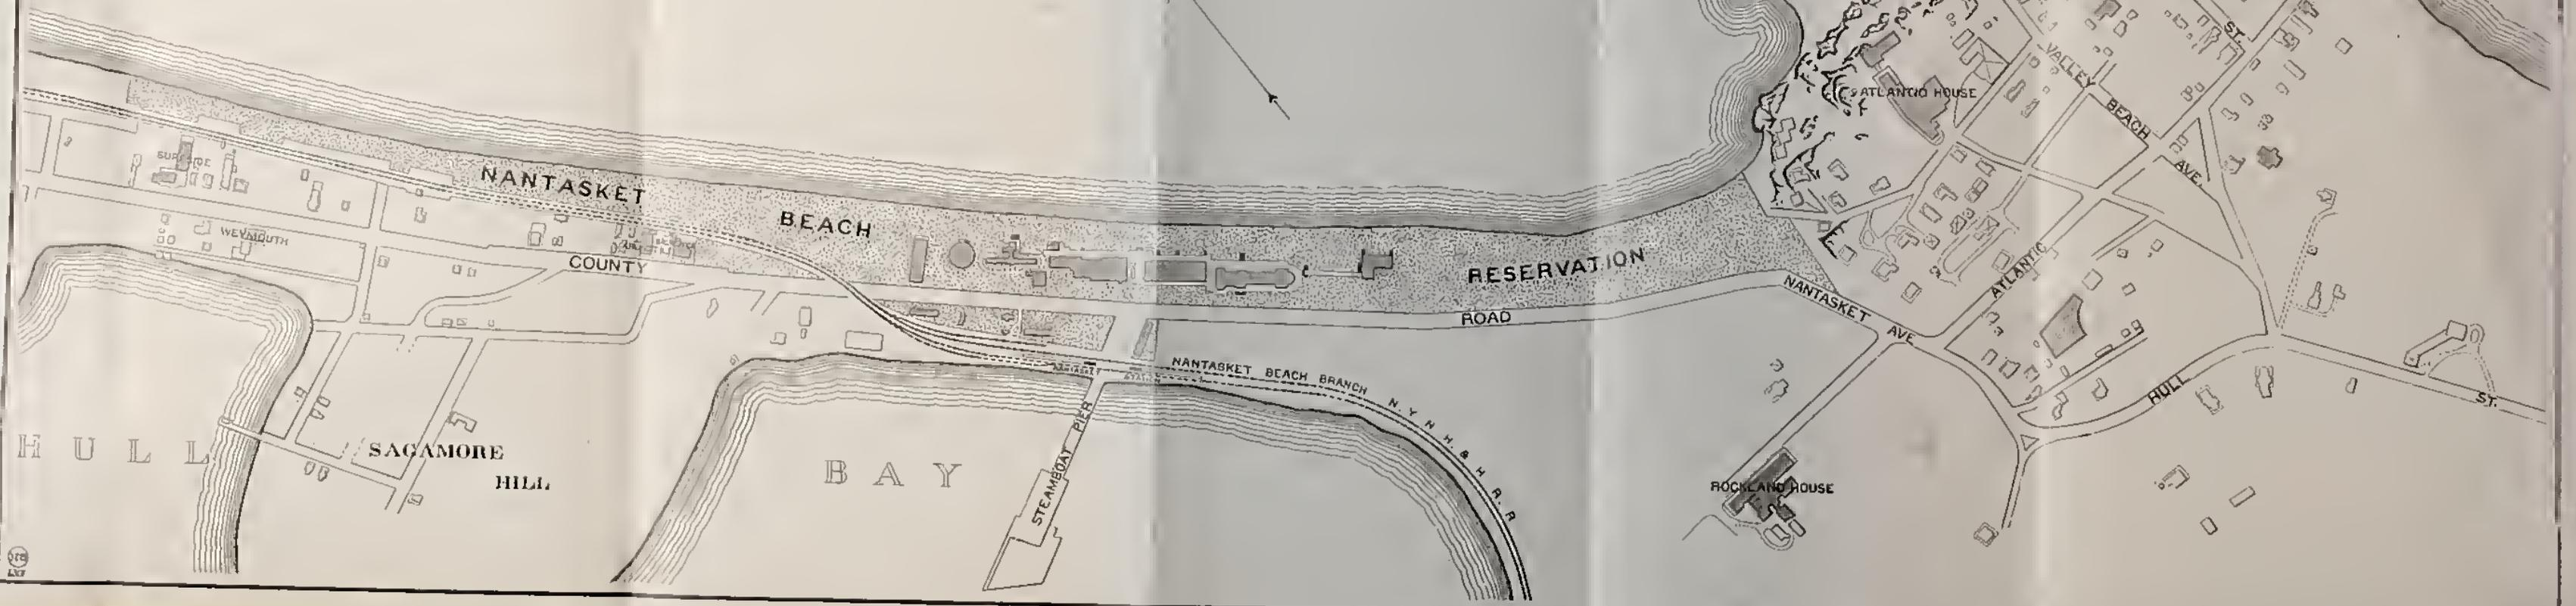 ST.
VALLEY
BEACH
AVE.
ATLANTIC HOUSE
NANTASKET
BEACH
RESERVATION
WEYMOUTH
COUNTY
ROAD
NANTASKET AVE
ATLANTIC
NANTASKET BEACH BRANCH N Y N H & H R. R
HULL
ST.
STEAMBOAT PIER
HULL
BAY
SAGAMORE
HILL
ROCKLAND HOUSE